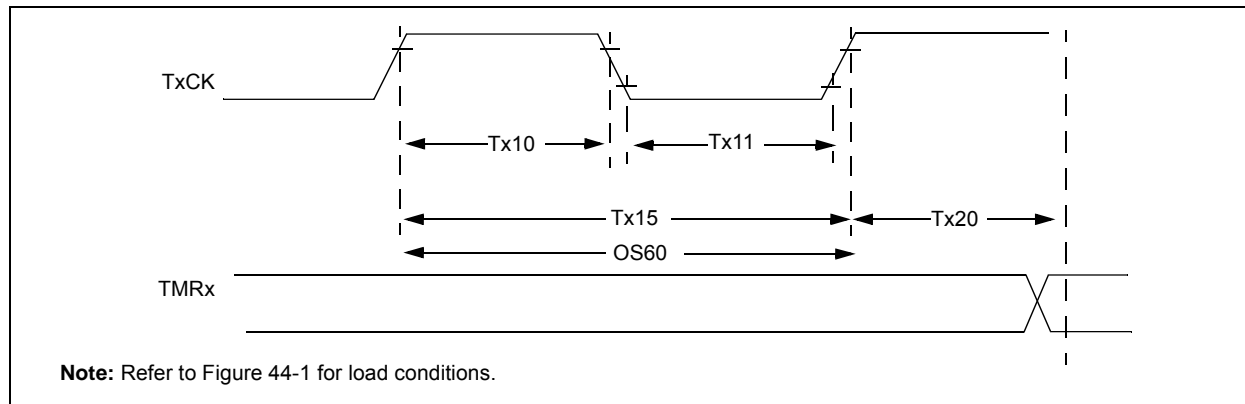 TxCK
Tx10
Tx11
Tx15
Tx20
OS60
TMRx
Note: Refer to Figure 44-1 for load conditions.